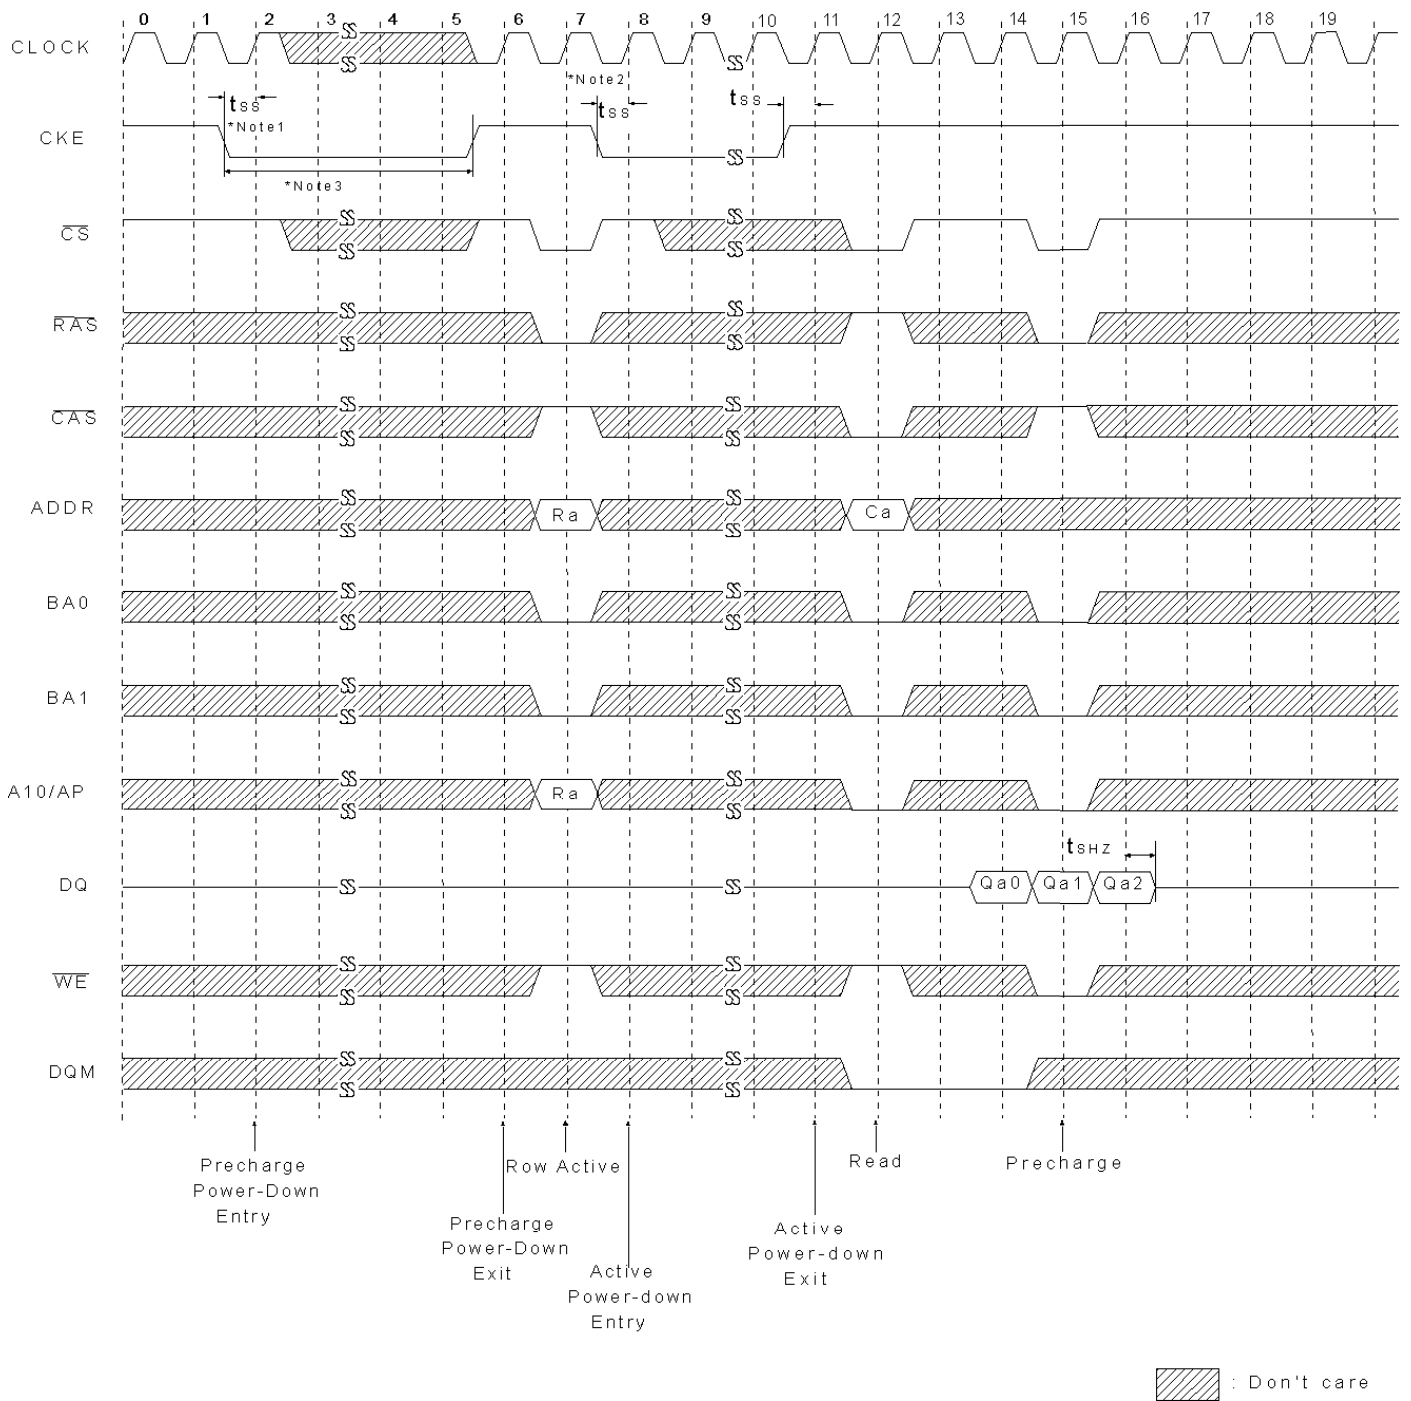 0 1 2 3 4 5 6 7 8 9 10 11 12 13 14 15 16 17 18 19
CLOCK
*Note2
tSS tSS tSS
*Note1
CKE
*Note3
CS
RAS
CAS
ADDR Ra Ca
BA0
BA1
A10/AP Ra
tSHZ
DQ Qa0 Qa1 Qa2
WE
DQM
Precharge
Power-Down
Entry
Row Active
Precharge
Power-Down
Exit
Active
Power-down
Entry
Active
Power-down
Exit
Read
Precharge
: Don't care